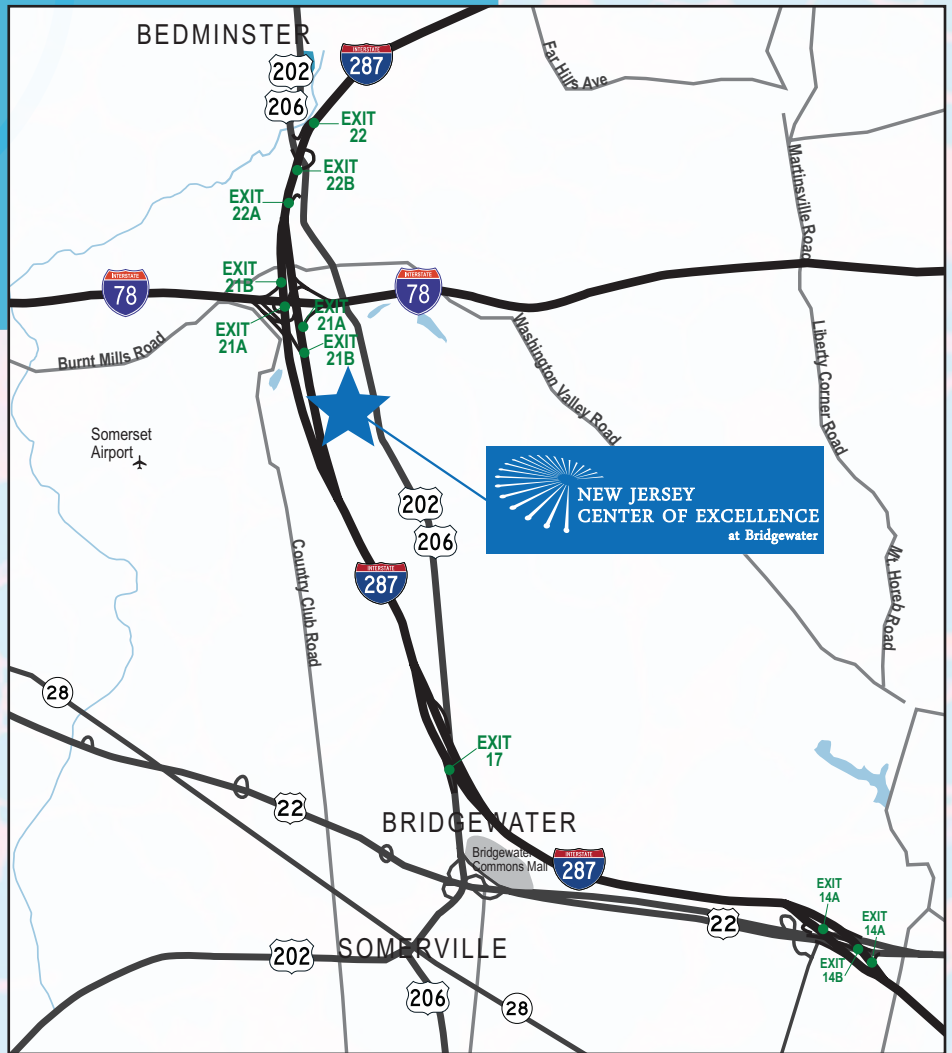 BEDMINSTER
202
206
INTERSTATE
287
Far Hills Ave
EXIT
22
EXIT
22B
EXIT
22A
Martinsville Road
EXIT
21B
INTERSTATE
78
INTERSTATE
78
EXIT
21A
EXIT
21A
EXIT
21B
Burnt Mills Road
Washington Valley Road
Liberty Corner Road
Somerset
Airport
NEW JERSEY
CENTER OF EXCELLENCE
at Bridgewater
202
206
INTERSTATE
287
Country Club Road
Mt. Horeb Road
28
EXIT
17
22
BRIDGEWATER
Bridgewater
Commons Mall
INTERSTATE
287
EXIT
14A
EXIT
14A
22
EXIT
14B
SOMERVILLE
202
206
28